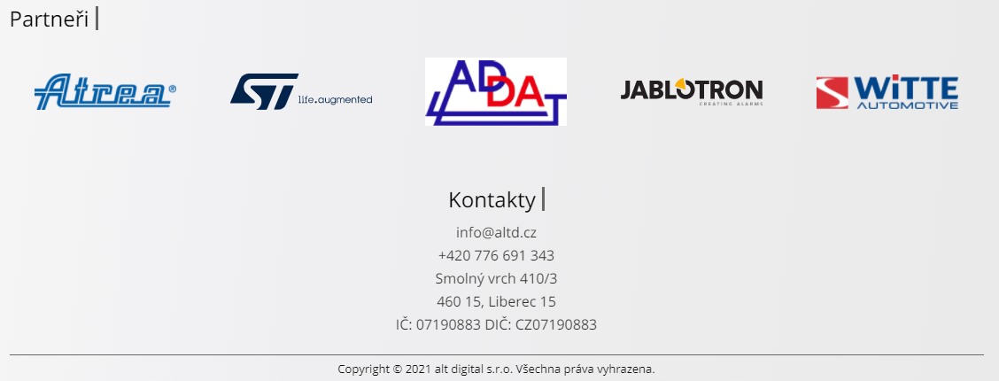 Partneři
Atrea®
ST life.augmented
ADDAT
JABLOTRON
CREATING ALARMS
WiTTE
AUTOMOTIVE
Kontakty
info@altd.cz
+420 776 691 343
Smolný vrch 410/3
460 15, Liberec 15
IČ: 07190883 DIČ: CZ07190883
Copyright © 2021 alt digital s.r.o. Všechna práva vyhrazena.